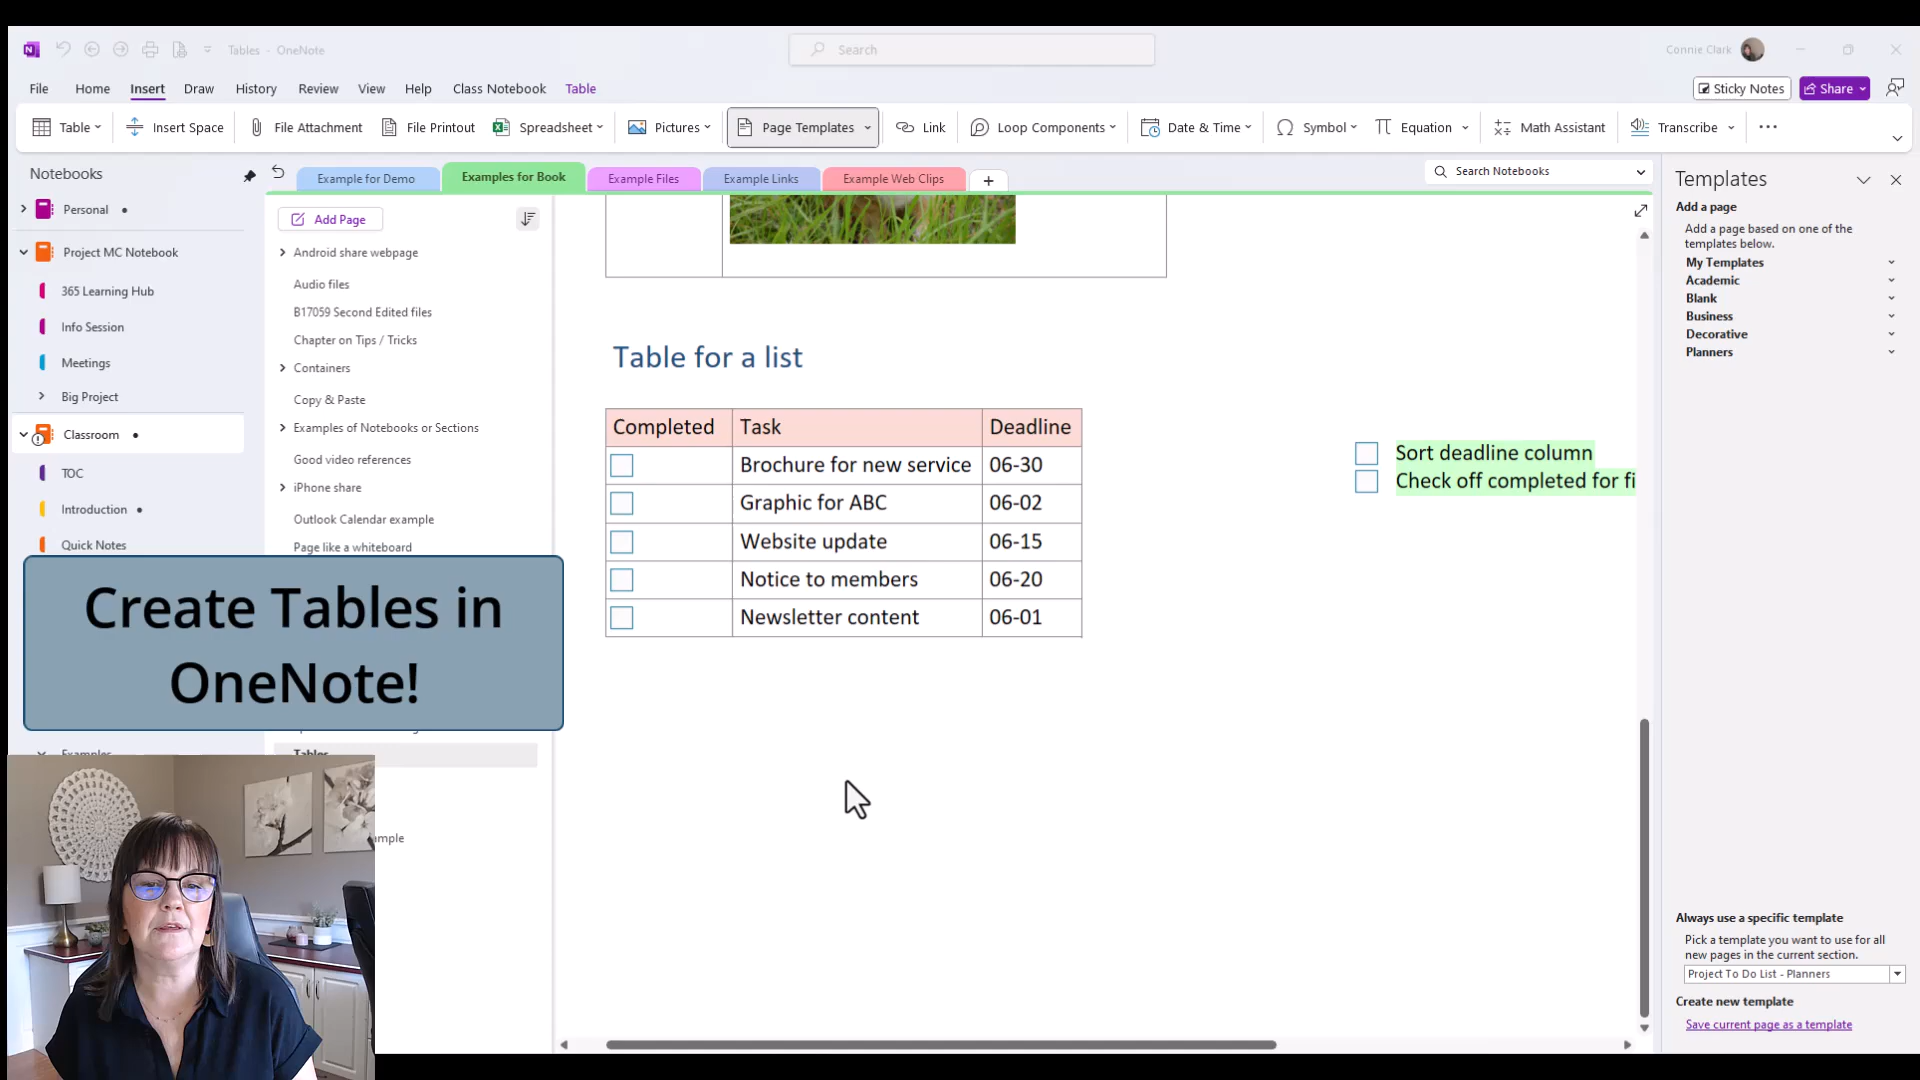 Tables - OneNote
Search
Connie Clark
File Home Insert Draw History Review View Help Class Notebook Table
Sticky Notes
Share
Table
Insert Space
File Attachment
File Printout
Spreadsheet
Pictures
Page Templates
Link
Loop Components
Date & Time
Symbol
Equation
Math Assistant
Transcribe
Notebooks
Personal
Project MC Notebook
365 Learning Hub
Info Session
Meetings
Big Project
Classroom
TOC
Introduction
Quick Notes
Example for Demo
Examples for Book
Example Files
Example Links
Example Web Clips
Search Notebooks
Add Page
Android share webpage
Audio files
B17059 Second Edited files
Chapter on Tips / Tricks
Containers
Copy & Paste
Examples of Notebooks or Sections
Good video references
iPhone share
Outlook Calendar example
Page like a whiteboard
Create Tables in
OneNote!
Examples
Tables
Table for a list
Completed Task Deadline
Brochure for new service 06-30
Graphic for ABC 06-02
Website update 06-15
Notice to members 06-20
Newsletter content 06-01
Sort deadline column
Check off completed for fi
Templates
Add a page
Add a page based on one of the
templates below.
My Templates
Academic
Blank
Business
Decorative
Planners
Always use a specific template
Pick a template you want to use for all
new pages in the current section.
Project To Do List - Planners
Create new template
Save current page as a template